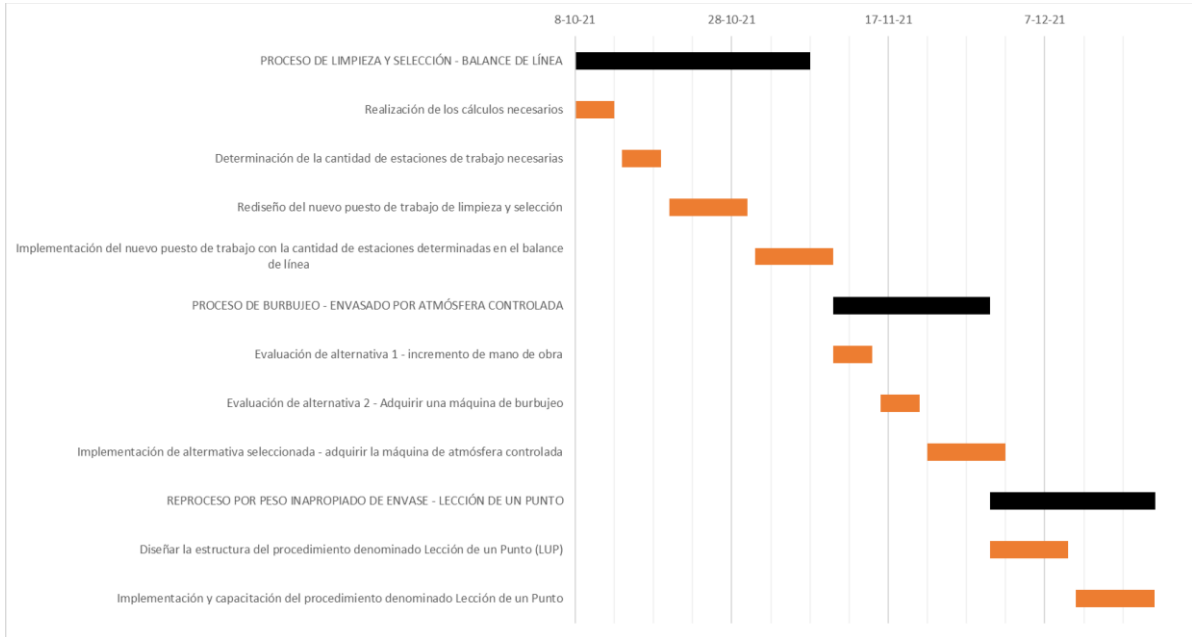 8-10-21 28-10-21 17-11-21 7-12-21
PROCESO DE LIMPIEZA Y SELECCIÓN - BALANCE DE LÍNEA
Realización de los cálculos necesarios
Determinación de la cantidad de estaciones de trabajo necesarias
Rediseño del nuevo puesto de trabajo de limpieza y selección
Implementación del nuevo puesto de trabajo con la cantidad de estaciones determinadas en el balance
de línea
PROCESO DE BURBUJEO - ENVASADO POR ATMÓSFERA CONTROLADA
Evaluación de alternativa 1 - incremento de mano de obra
Evaluación de alternativa 2 - Adquirir una máquina de burbujeo
Implementación de alternativa seleccionada - adquirir la máquina de atmósfera controlada
REPROCESO POR PESO INAPROPIADO DE ENVASE - LECCIÓN DE UN PUNTO
Diseñar la estructura del procedimiento denominado Lección de un Punto (LUP)
Implementación y capacitación del procedimiento denominado Lección de un Punto